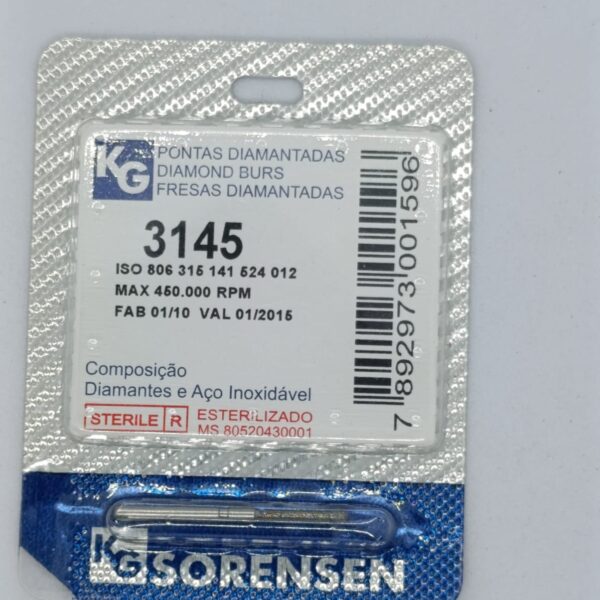 KG
PONTAS DIAMANTADAS
DIAMOND BURS
FRESAS DIAMANTADAS
3145
ISO 806 315 141 524 012
MAX 450.000 RPM
FAB 01/10 VAL 01/2015
Composição
Diamantes e Aço Inoxidável
STERILE R ESTERILIZADO
MS 80520430001
7 892973 001596
KG SORENSEN